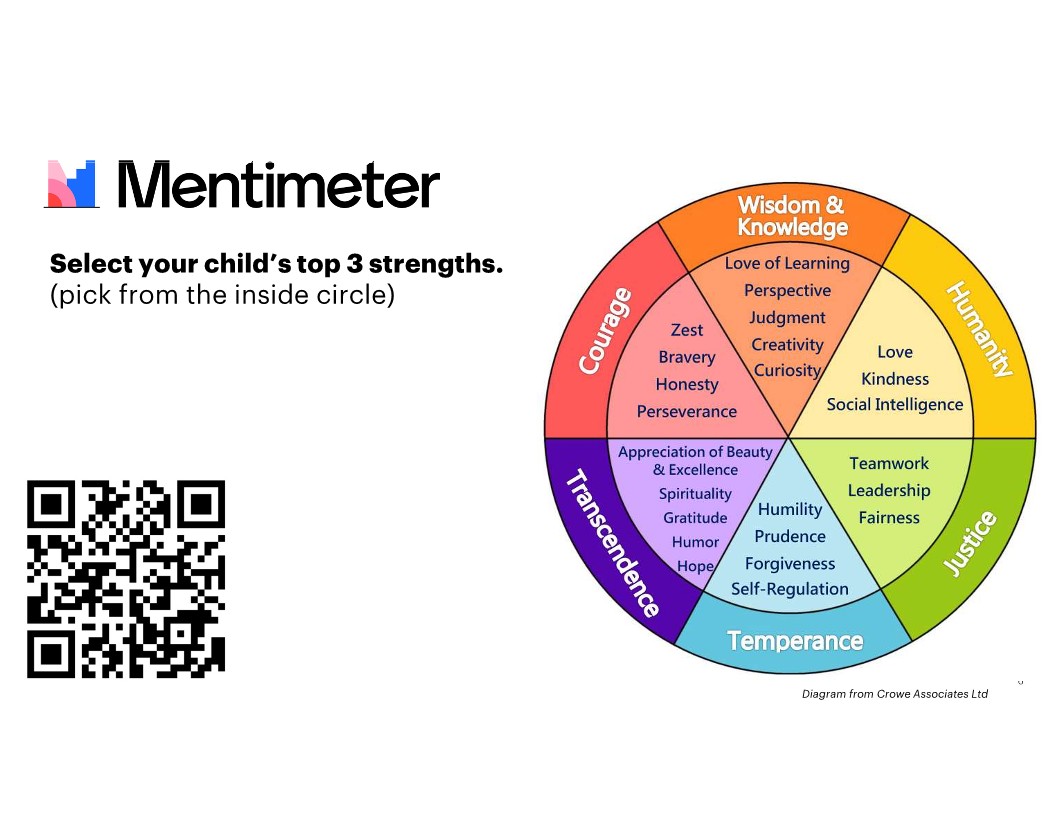 Mentimeter
Select your child's top 3 strengths.
(pick from the inside circle)
Wisdom &
Knowledge
Love of Learning
Perspective
Judgment
Creativity
Curiosity
Humanity
Love
Kindness
Social Intelligence
Justice
Teamwork
Leadership
Fairness
Temperance
Humility
Prudence
Forgiveness
Self-Regulation
Transcendence
Appreciation of Beauty
& Excellence
Spirituality
Gratitude
Humor
Hope
Courage
Zest
Bravery
Honesty
Perseverance
Diagram from Crowe Associates Ltd